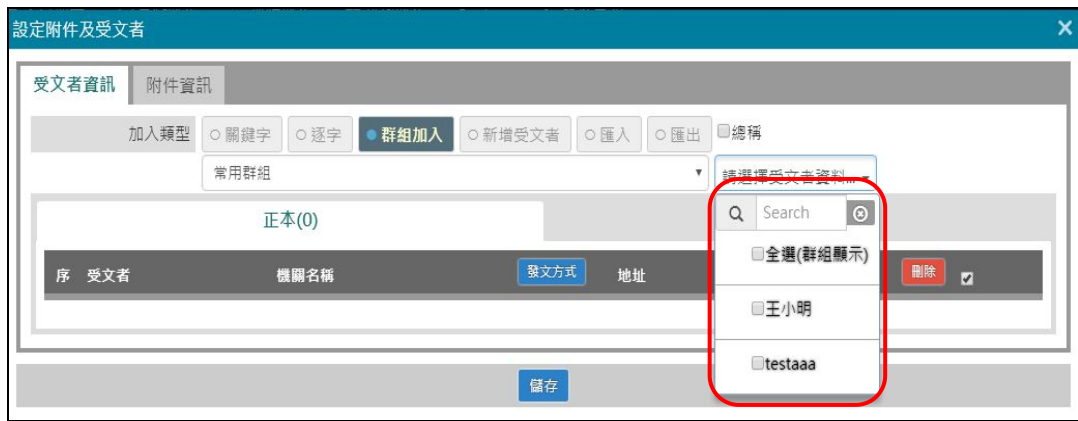 設定附件及受文者
受文者資訊 附件資訊
加入類型 關鍵字 逐字 群組加入 新增受文者 匯入 匯出 總稱
常用群組 請選擇受文者資料...
Search
正本(0)
全選(群組顯示)
序 受文者 機關名稱 發文方式 地址 刪除
王小明
testaaa
儲存